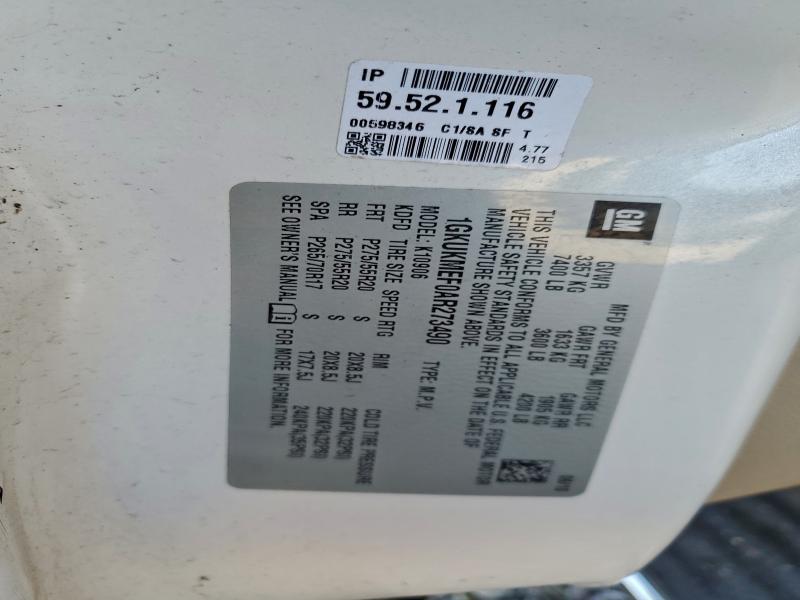 IP
59.52.1.116
00598346 C1/SA SF T
4.77
215
GM
MFD BY GENERAL MOTORS LLC 06/10
GVWR GAWR FRT GAWR RR
3357 KG 1633 KG 1905 KG
7400 LB 3600 LB 4200 LB
THIS VEHICLE CONFORMS TO ALL APPLICABLE U.S. FEDERAL MOTOR
VEHICLE SAFETY STANDARDS IN EFFECT ON THE DATE OF
MANUFACTURE SHOWN ABOVE.
1GKUKMEF0AR273490 TYPE: M.P.V.
MODEL: K10906
KDFD TIRE SIZE SPEED RTG RIM COLD TIRE PRESSURE
FRT P275/55R20 S 20X8.5J 220KPA(32PSI)
RR P275/55R20 S 20X8.5J 220KPA(32PSI)
SPA P265/70R17 S 17X7.5J 240KPA(35PSI)
SEE OWNER'S MANUAL FOR MORE INFORMATION.